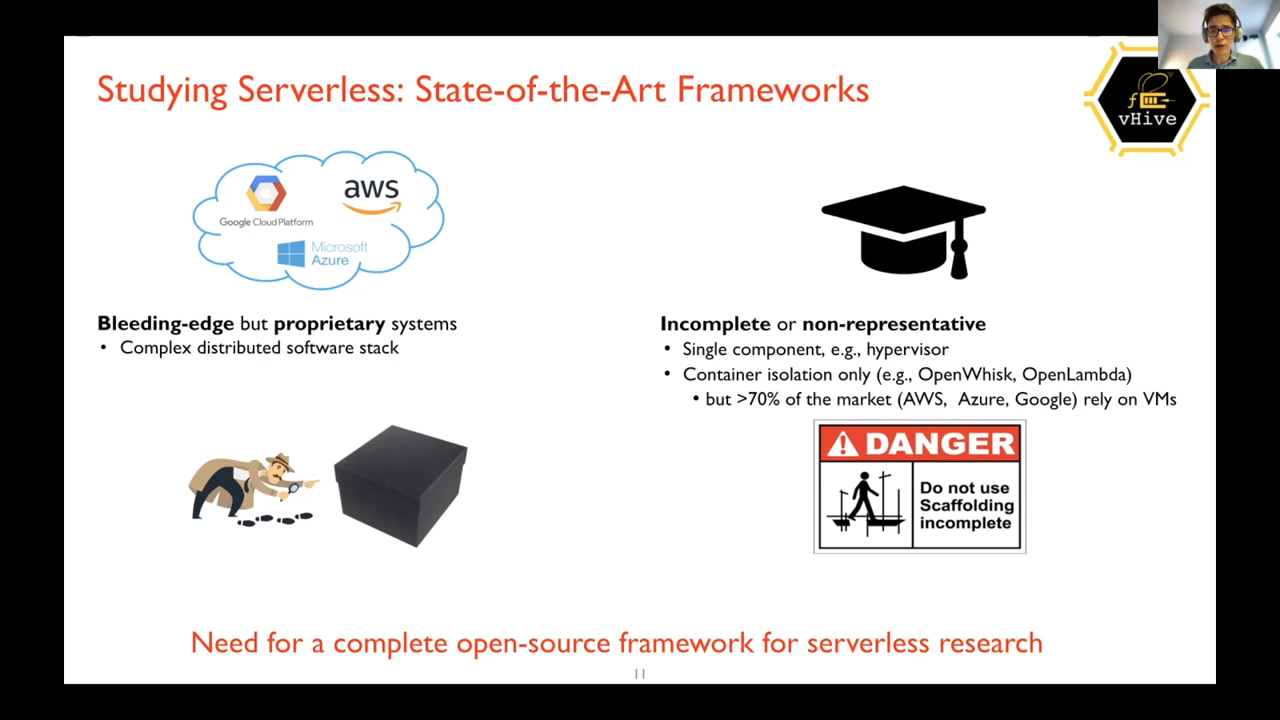 Studying Serverless: State-of-the-Art Frameworks
vHive
Google Cloud Platform
aws
Microsoft
Azure
Bleeding-edge but proprietary systems
• Complex distributed software stack
Incomplete or non-representative
• Single component, e.g., hypervisor
• Container isolation only (e.g., OpenWhisk, OpenLambda)
• but >70% of the market (AWS, Azure, Google) rely on VMs
DANGER
Do not use
Scaffolding
incomplete
Need for a complete open-source framework for serverless research
11